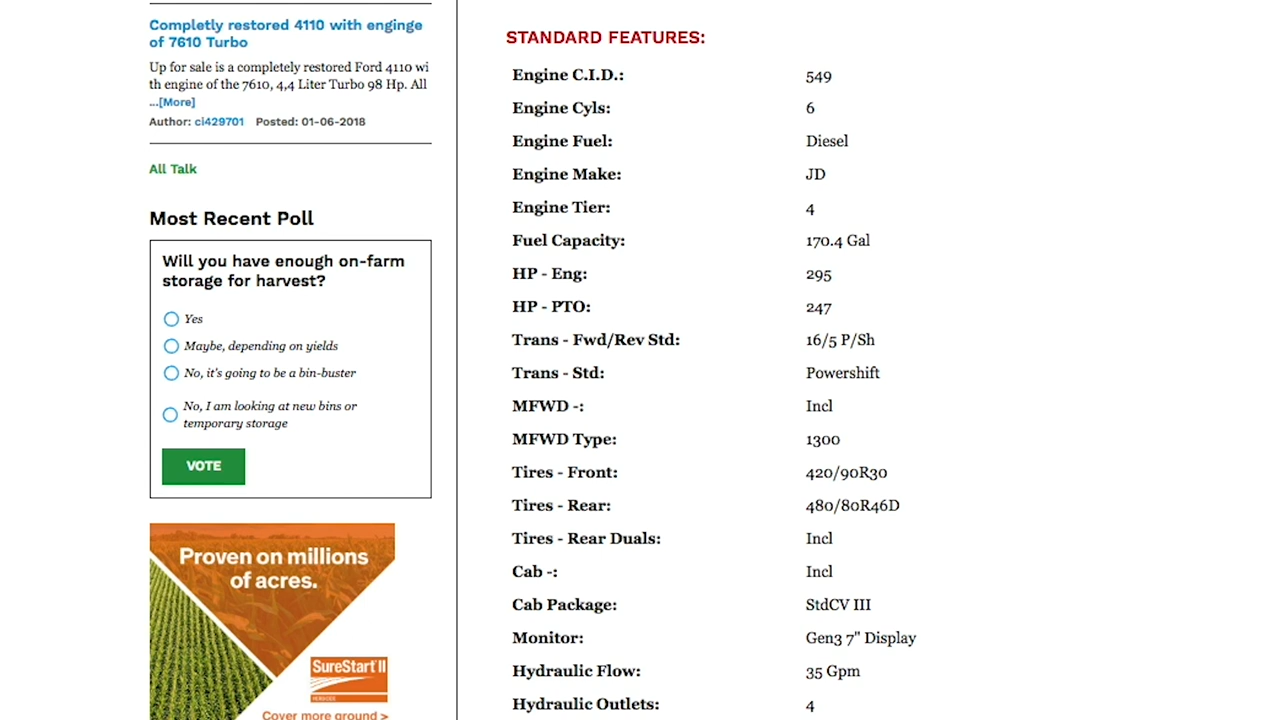 Completly restored 4110 with enginge
of 7610 Turbo
Up for sale is a completely restored Ford 4110 wi
th engine of the 7610, 4,4 Liter Turbo 98 Hp. All
...[More]
Author: ci429701 Posted: 01-06-2018
All Talk
Most Recent Poll
Will you have enough on-farm
storage for harvest?
Yes
Maybe, depending on yields
No, it's going to be a bin-buster
No, I am looking at new bins or
temporary storage
VOTE
Proven on millions
of acres.
SureStart II
HERBICIDE
Cover more ground >
STANDARD FEATURES:
Engine C.I.D.: 549
Engine Cyls: 6
Engine Fuel: Diesel
Engine Make: JD
Engine Tier: 4
Fuel Capacity: 170.4 Gal
HP - Eng: 295
HP - PTO: 247
Trans - Fwd/Rev Std: 16/5 P/Sh
Trans - Std: Powershift
MFWD -: Incl
MFWD Type: 1300
Tires - Front: 420/90R30
Tires - Rear: 480/80R46D
Tires - Rear Duals: Incl
Cab -: Incl
Cab Package: StdCV III
Monitor: Gen3 7" Display
Hydraulic Flow: 35 Gpm
Hydraulic Outlets: 4